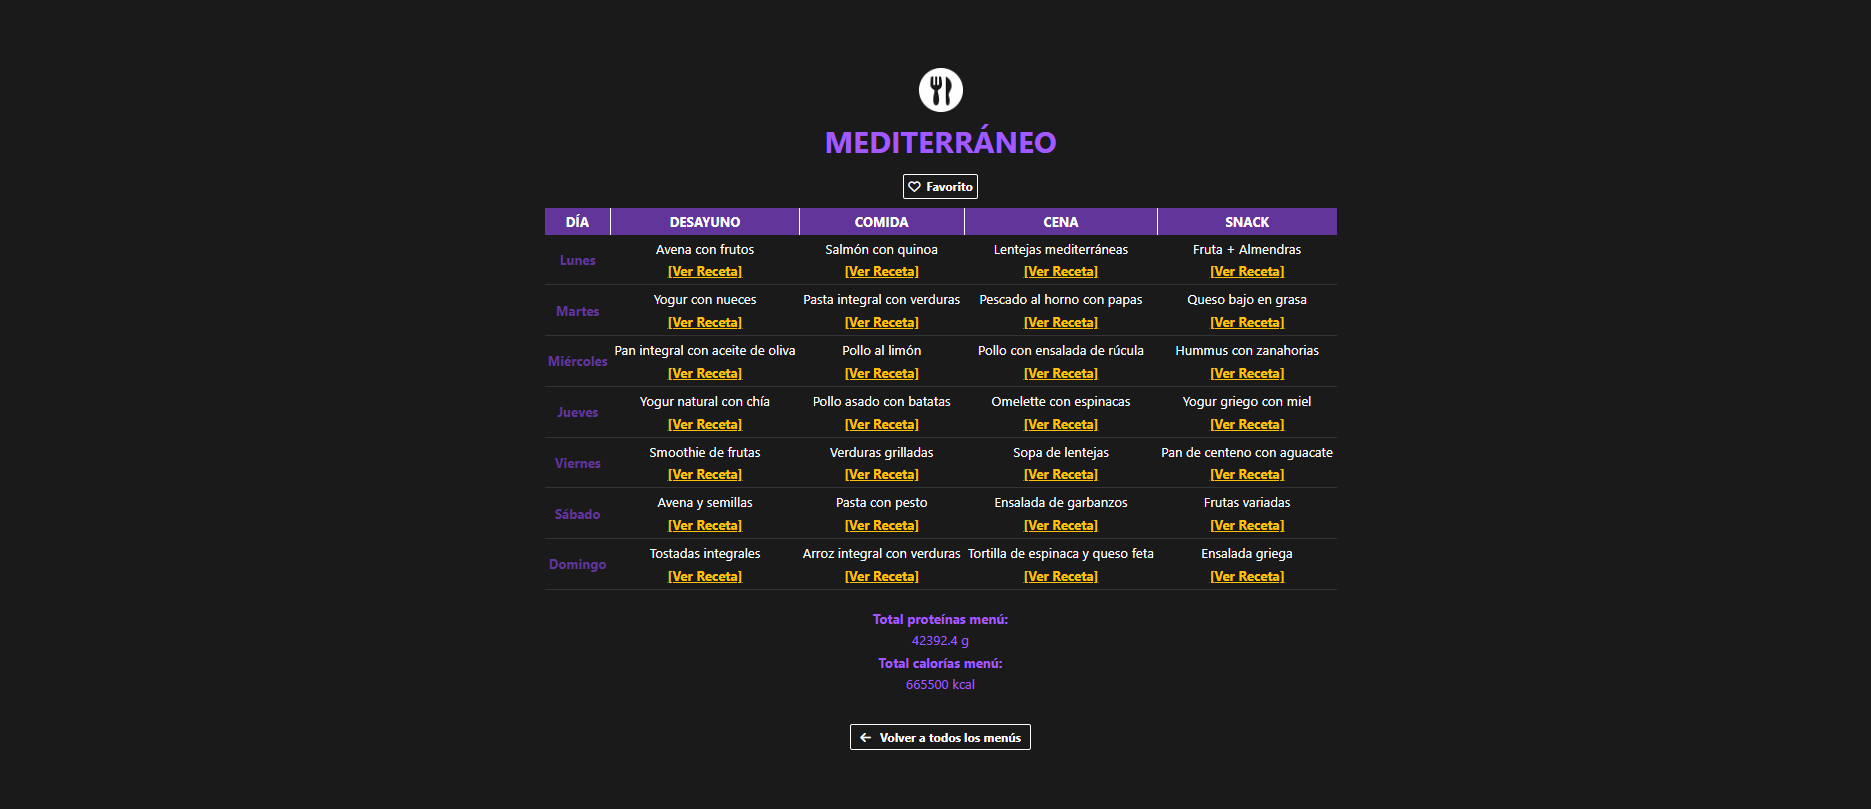 MEDITERRÁNEO
Favorito
DÍA DESAYUNO COMIDA CENA SNACK
Lunes
Avena con frutos Salmón con quinoa Lentejas mediterráneas Fruta + Almendras
[Ver Receta] [Ver Receta] [Ver Receta] [Ver Receta]
Martes
Yogur con nueces Pasta integral con verduras Pescado al horno con papas Queso bajo en grasa
[Ver Receta] [Ver Receta] [Ver Receta] [Ver Receta]
Miércoles
Pan integral con aceite de oliva Pollo al limón Pollo con ensalada de rúcula Hummus con zanahorias
[Ver Receta] [Ver Receta] [Ver Receta] [Ver Receta]
Jueves
Yogur natural con chía Pollo asado con batatas Omelette con espinacas Yogur griego con miel
[Ver Receta] [Ver Receta] [Ver Receta] [Ver Receta]
Viernes
Smoothie de frutas Verduras grilladas Sopa de lentejas Pan de centeno con aguacate
[Ver Receta] [Ver Receta] [Ver Receta] [Ver Receta]
Sábado
Avena y semillas Pasta con pesto Ensalada de garbanzos Frutas variadas
[Ver Receta] [Ver Receta] [Ver Receta] [Ver Receta]
Domingo
Tostadas integrales Arroz integral con verduras Tortilla de espinaca y queso feta Ensalada griega
[Ver Receta] [Ver Receta] [Ver Receta] [Ver Receta]
Total proteínas menú:
42392.4 g
Total calorías menú:
665500 kcal
← Volver a todos los menús